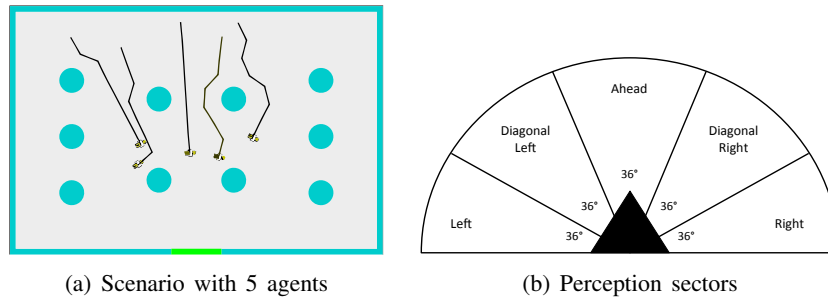 Ahead
Diagonal
Left
Diagonal
Right
36°
36°
36°
Left
36°
36°
Right
(a) Scenario with 5 agents
(b) Perception sectors